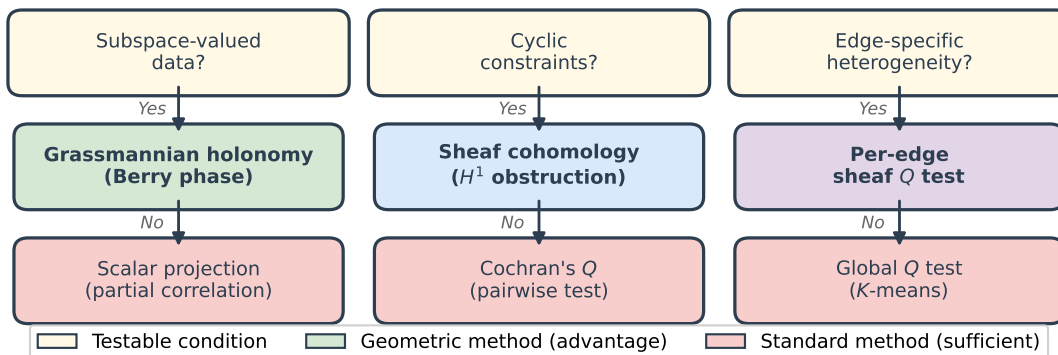 Subspace-valued
data?
Cyclic
constraints?
Edge-specific
heterogeneity?
Yes
Yes
Yes
Grassmannian holonomy
(Berry phase)
Sheaf cohomology
(H¹ obstruction)
Per-edge
sheaf Q test
No
No
No
Scalar projection
(partial correlation)
Cochran's Q
(pairwise test)
Global Q test
(K-means)
Testable condition
Geometric method (advantage)
Standard method (sufficient)